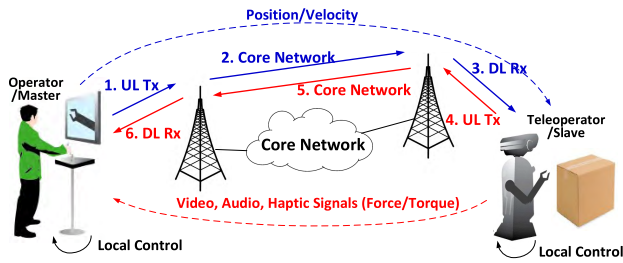 Position/Velocity
Operator
/Master
1. UL Tx
2. Core Network
3. DL Rx
5. Core Network
4. UL Tx
6. DL Rx
Teleoperator
/Slave
Core Network
Video, Audio, Haptic Signals (Force/Torque)
Local Control
Local Control